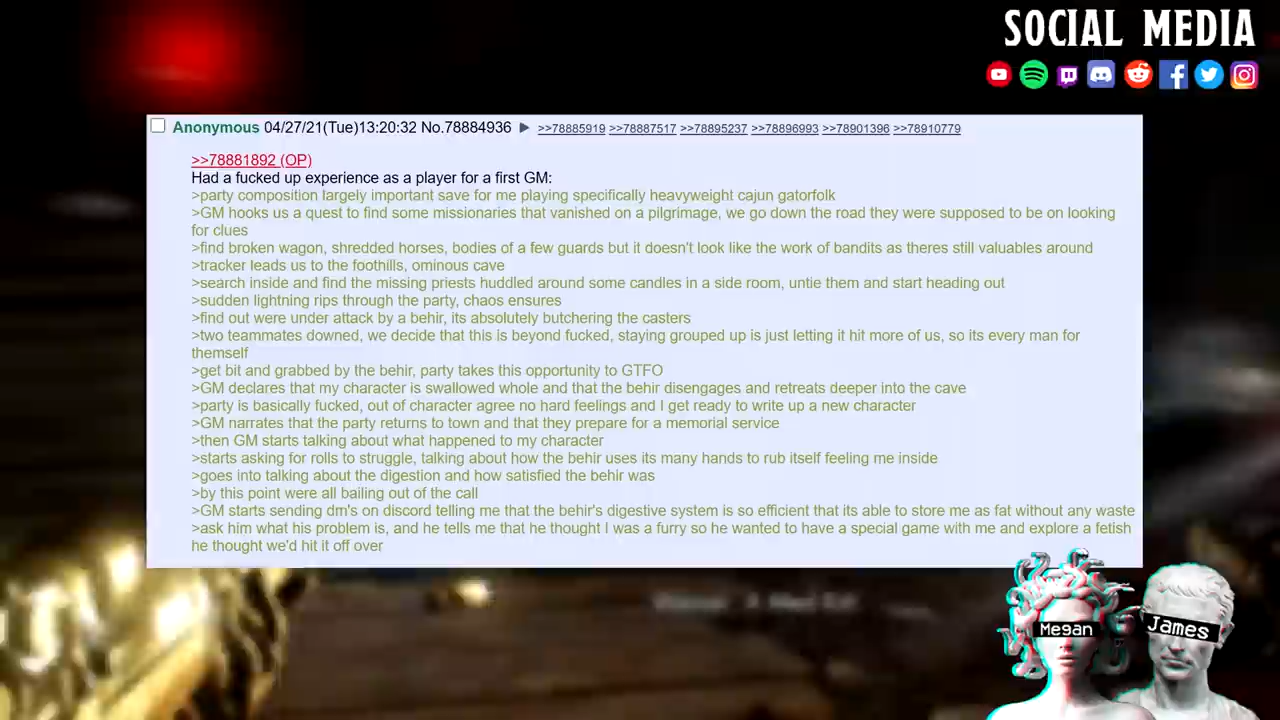 SOCIAL MEDIA
Anonymous 04/27/21(Tue)13:20:32 No.78884936 ▶ >>78885919 >>78887517 >>78895237 >>78896993 >>78901396 >>78910779
>>78881892 (OP)
Had a fucked up experience as a player for a first GM:
>party composition largely important save for me playing specifically heavyweight cajun gatorfolk
>GM hooks us a quest to find some missionaries that vanished on a pilgrimage, we go down the road they were supposed to be on looking
for clues
>find broken wagon, shredded horses, bodies of a few guards but it doesn't look like the work of bandits as theres still valuables around
>tracker leads us to the foothills, ominous cave
>search inside and find the missing priests huddled around some candles in a side room, untie them and start heading out
>sudden lightning rips through the party, chaos ensures
>find out were under attack by a behir, its absolutely butchering the casters
>two teammates downed, we decide that this is beyond fucked, staying grouped up is just letting it hit more of us, so its every man for
themself
>get bit and grabbed by the behir, party takes this opportunity to GTFO
>GM declares that my character is swallowed whole and that the behir disengages and retreats deeper into the cave
>party is basically fucked, out of character agree no hard feelings and I get ready to write up a new character
>GM narrates that the party returns to town and that they prepare for a memorial service
>then GM starts talking about what happened to my character
>starts asking for rolls to struggle, talking about how the behir uses its many hands to rub itself feeling me inside
>goes into talking about the digestion and how satisfied the behir was
>by this point were all bailing out of the call
>GM starts sending dm's on discord telling me that the behir's digestive system is so efficient that its able to store me as fat without any waste
>ask him what his problem is, and he tells me that he thought I was a furry so he wanted to have a special game with me and explore a fetish
he thought we'd hit it off over
Megan
James